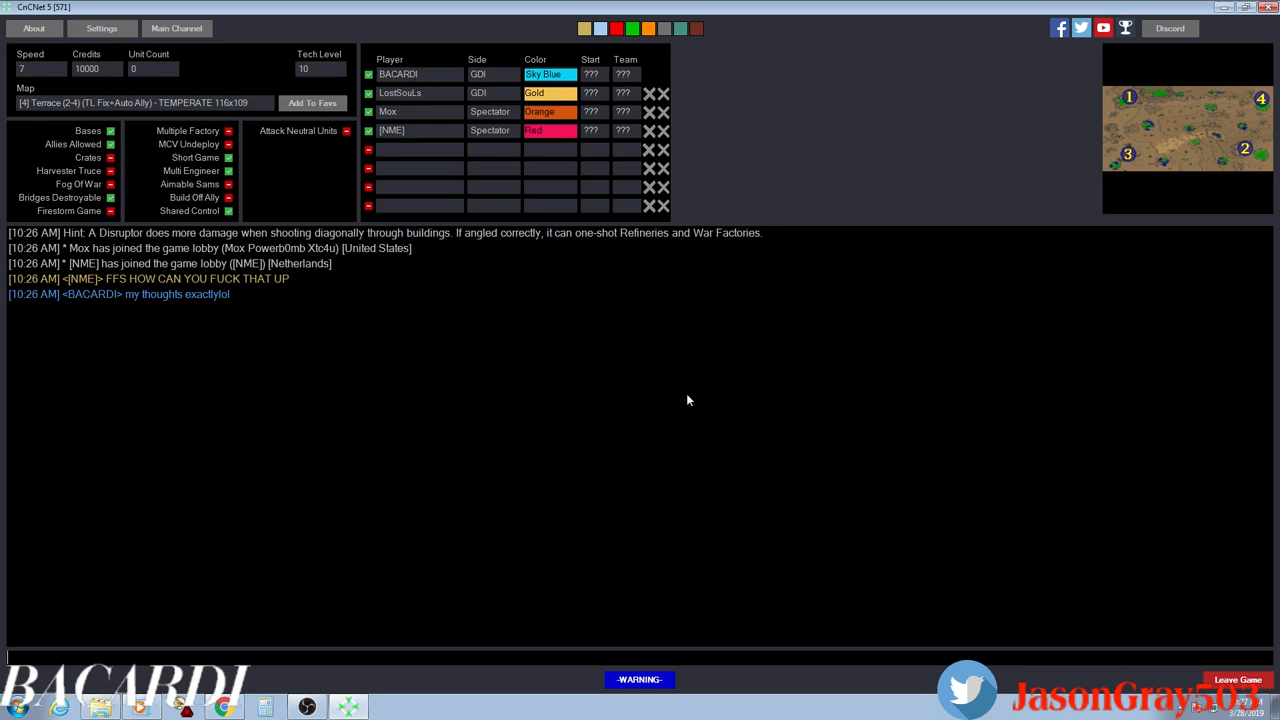 CnCNet 5 [571]
About Settings Main Channel Discord
Speed Credits Unit Count Tech Level
7 10000 0 10
Map
[4] Terrace (2-4) (TL Fix+Auto Ally) - TEMPERATE 116x109 Add To Favs
Bases Multiple Factory Attack Neutral Units
Allies Allowed MCV Undeploy
Crates Short Game
Harvester Truce Multi Engineer
Fog Of War Aimable Sams
Bridges Destroyable Build Off Ally
Firestorm Game Shared Control
Player Side Color Start Team
BACARDI GDI Sky Blue ??? ???
LostSouLs GDI Gold ??? ???
Mox Spectator Orange ??? ???
[NME] Spectator Red ??? ???
1 4
3 2
[10:26 AM] Hint: A Disruptor does more damage when shooting diagonally through buildings. If angled correctly, it can one-shot Refineries and War Factories.
[10:26 AM] * Mox has joined the game lobby (Mox Powerb0mb Xtc4u) [United States]
[10:26 AM] * [NME] has joined the game lobby ([NME]) [Netherlands]
[10:26 AM] <[NME]> FFS HOW CAN YOU FUCK THAT UP
[10:26 AM] <BACARDI> my thoughts exactlylol
-WARNING- Leave Game
BACARDI
JasonGray503
3/28/2019